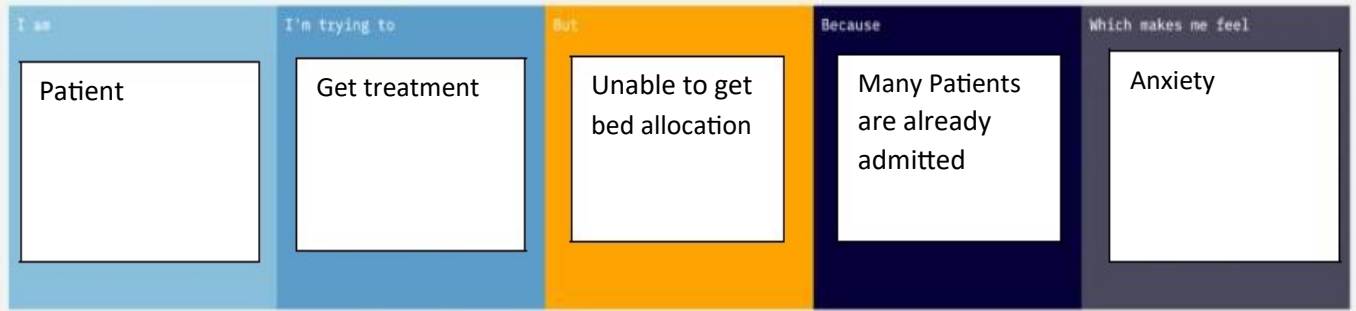 I am
Patient
I'm trying to
Get treatment
But
Unable to get
bed allocation
Because
Many Patients
are already
admitted
Which makes me feel
Anxiety